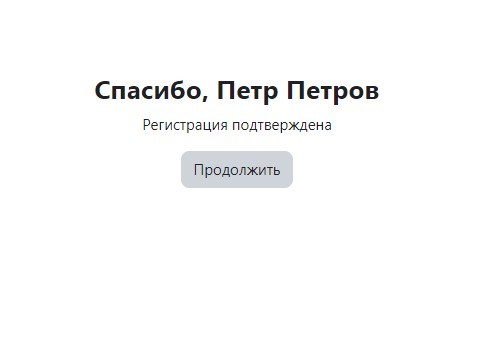 Спасибо, Петр Петров
Регистрация подтверждена
Продолжить